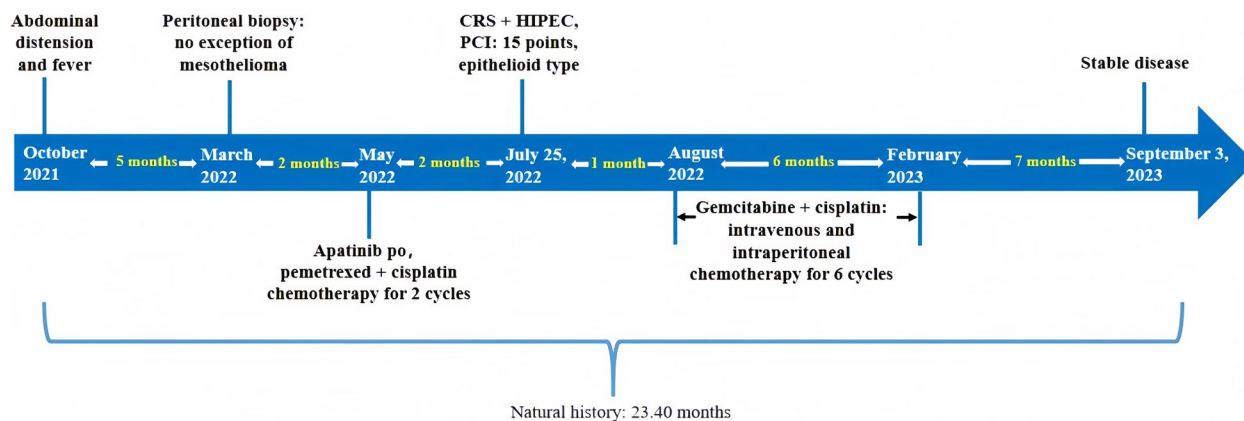 Abdominal
distension
and fever
Peritoneal biopsy:
no exception of
mesothelioma
CRS + HIPEC,
PCI: 15 points,
epithelioid type
Stable disease
October
2021
5 months
March
2022
2 months
May
2022
2 months
July 25,
2022
1 month
August
2022
6 months
February
2023
7 months
September 3,
2023
Apatinib po,
pemetrexed + cisplatin
chemotherapy for 2 cycles
Gemcitabine + cisplatin:
intravenous and
intraperitoneal
chemotherapy for 6 cycles
Natural history: 23.40 months